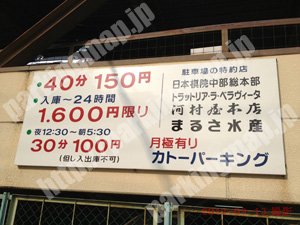 駐車場の特約店
・40分 150円
日本棋院中部総本部
トラットリア・ラ・ベラヴィータ
・入庫〜24時間
河村屋本店
1.600円限リ
まるさ水産
・夜12:30〜朝5:30
30分100円
月極有リ
(但し入出庫不可)
カトーパーキング
parkingmap.jp